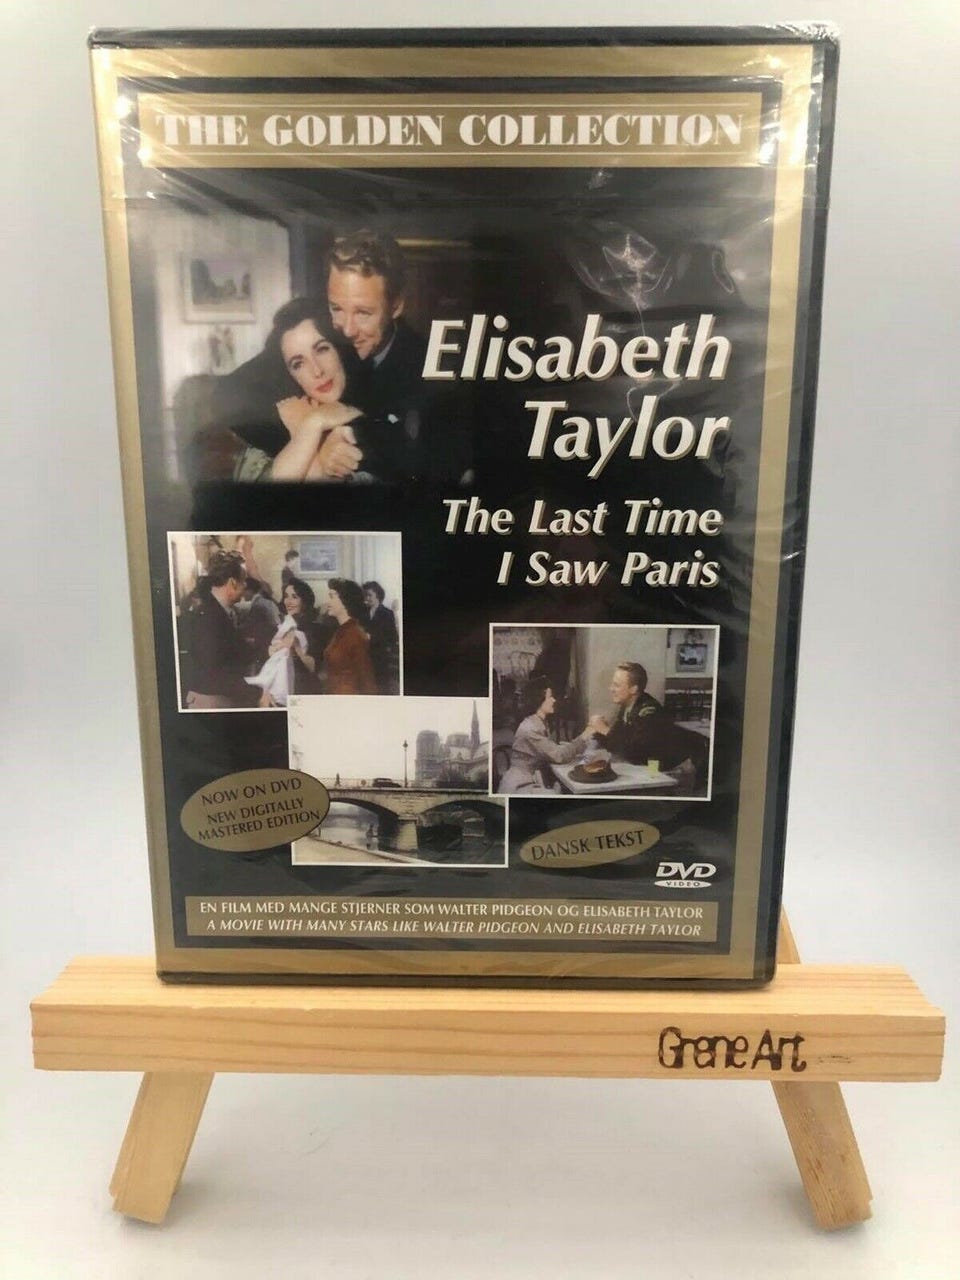 THE GOLDEN COLLECTION
Elisabeth
Taylor
The Last Time
I Saw Paris
NOW ON DVD
NEW DIGITALLY
MASTERED EDITION
DANSK TEKST
DVD
VIDEO
EN FILM MED MANGE STJERNER SOM WALTER PIDGEON OG ELISABETH TAYLOR
A MOVIE WITH MANY STARS LIKE WALTER PIDGEON AND ELISABETH TAYLOR
Grene Art